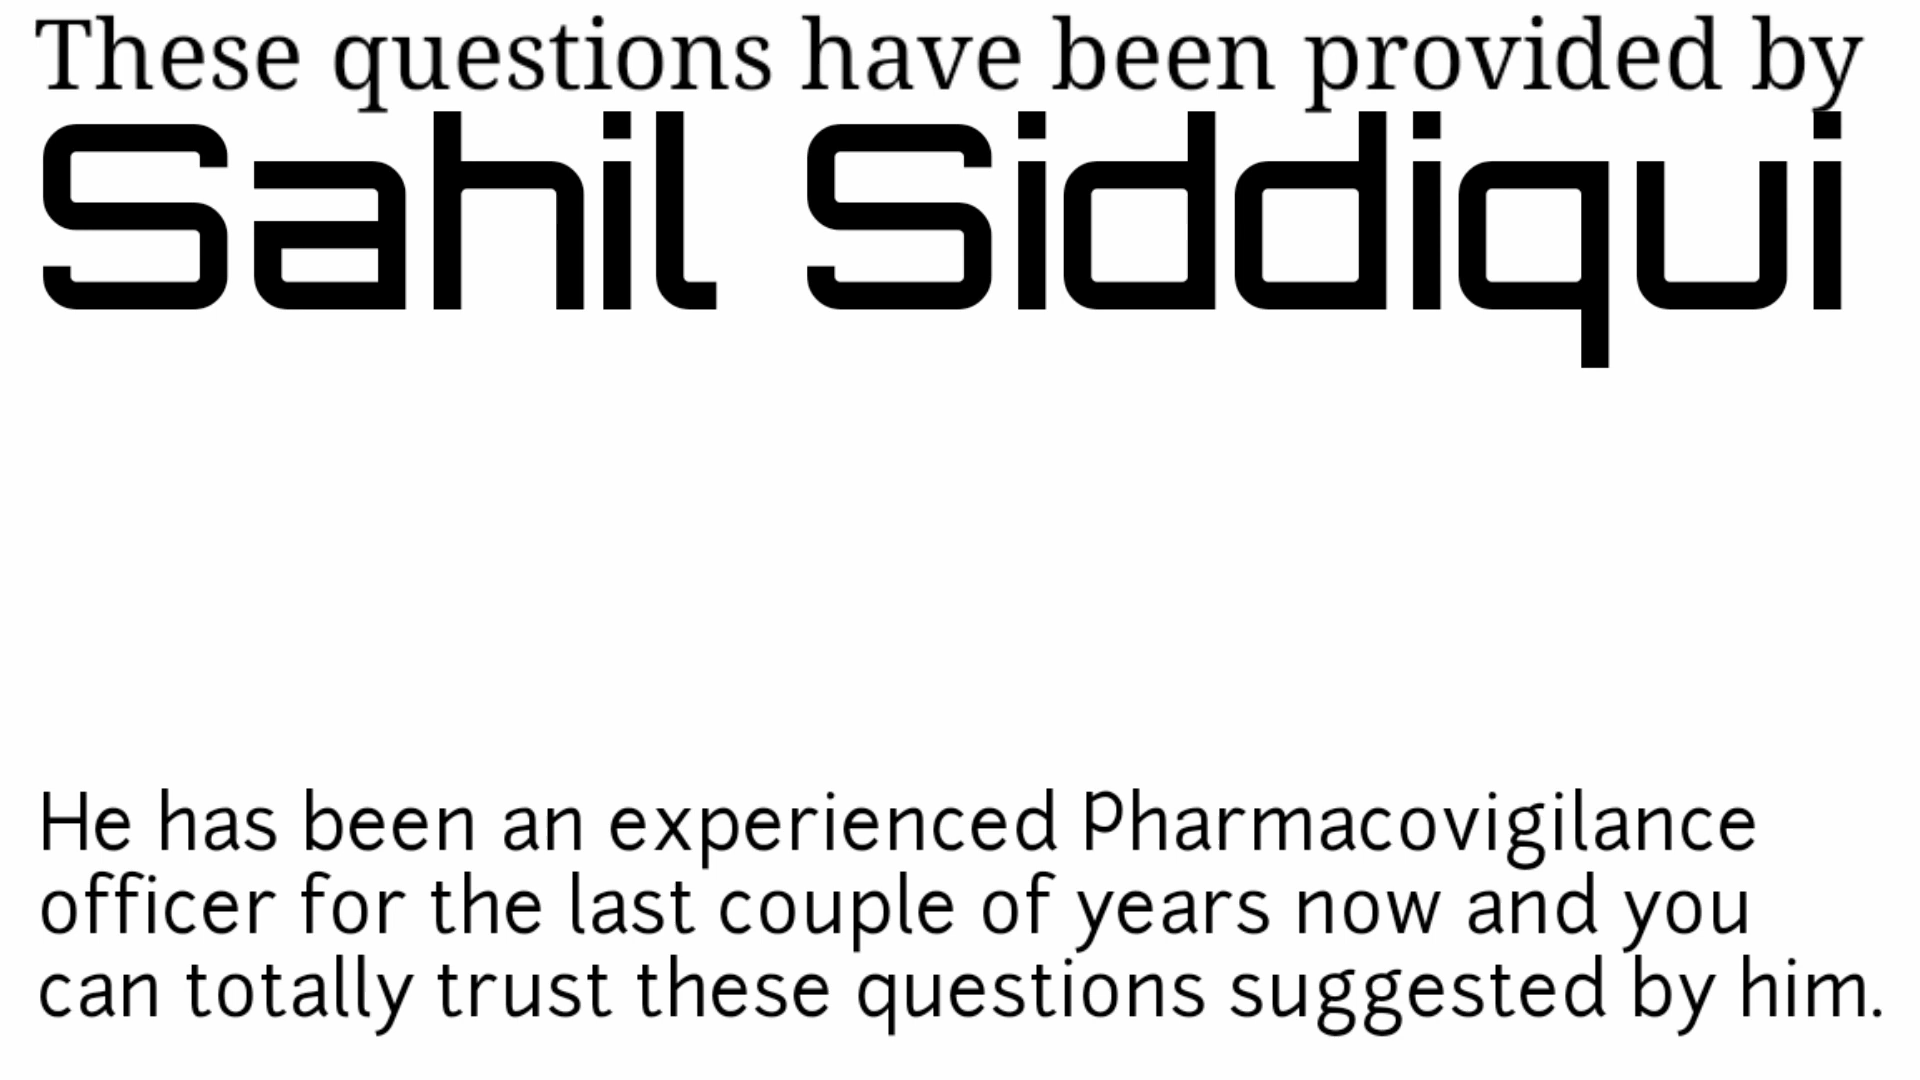 These questions have been provided by
Sahil Siddiqui
He has been an experienced Pharmacovigilance
officer for the last couple of years now and you
can totally trust these questions suggested by him.